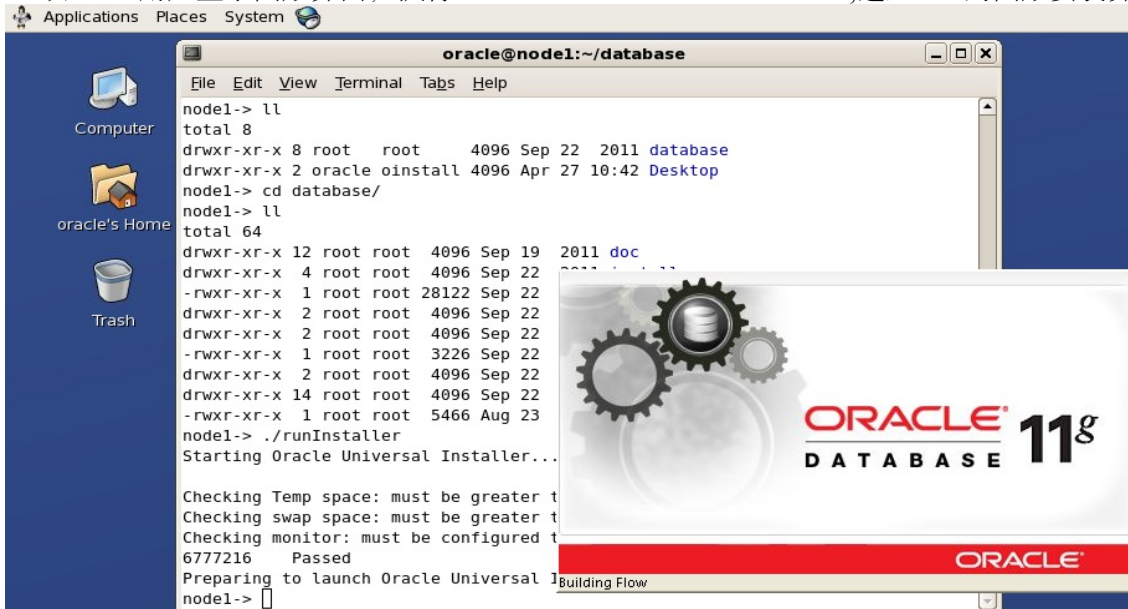 Applications Places System
oracle@node1:~/database
File Edit View Terminal Tabs Help
node1-> ll
total 8
drwxr-xr-x 8 root root 4096 Sep 22 2011 database
drwxr-xr-x 2 oracle oinstall 4096 Apr 27 10:42 Desktop
node1-> cd database/
node1-> ll
total 64
drwxr-xr-x 12 root root 4096 Sep 19 2011 doc
drwxr-xr-x 4 root root 4096 Sep 22
-rwxr-xr-x 1 root root 28122 Sep 22
drwxr-xr-x 2 root root 4096 Sep 22
drwxr-xr-x 2 root root 4096 Sep 22
-rwxr-xr-x 1 root root 3226 Sep 22
drwxr-xr-x 2 root root 4096 Sep 22
drwxr-xr-x 14 root root 4096 Sep 22
-rwxr-xr-x 1 root root 5466 Aug 23
node1-> ./runInstaller
Starting Oracle Universal Installer...
Checking Temp space: must be greater
Checking swap space: must be greater
Checking monitor: must be configured
6777216 Passed
Preparing to launch Oracle Universal
node1->
Computer
oracle's Home
Trash
ORACLE 11g
DATABASE
ORACLE
Building Flow